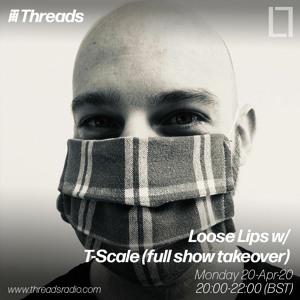 Threads
Loose Lips w/
T-Scale (full show takeover)
Monday 20-Apr-20
www.threadsradio.com
20:00-22:00 (BST)